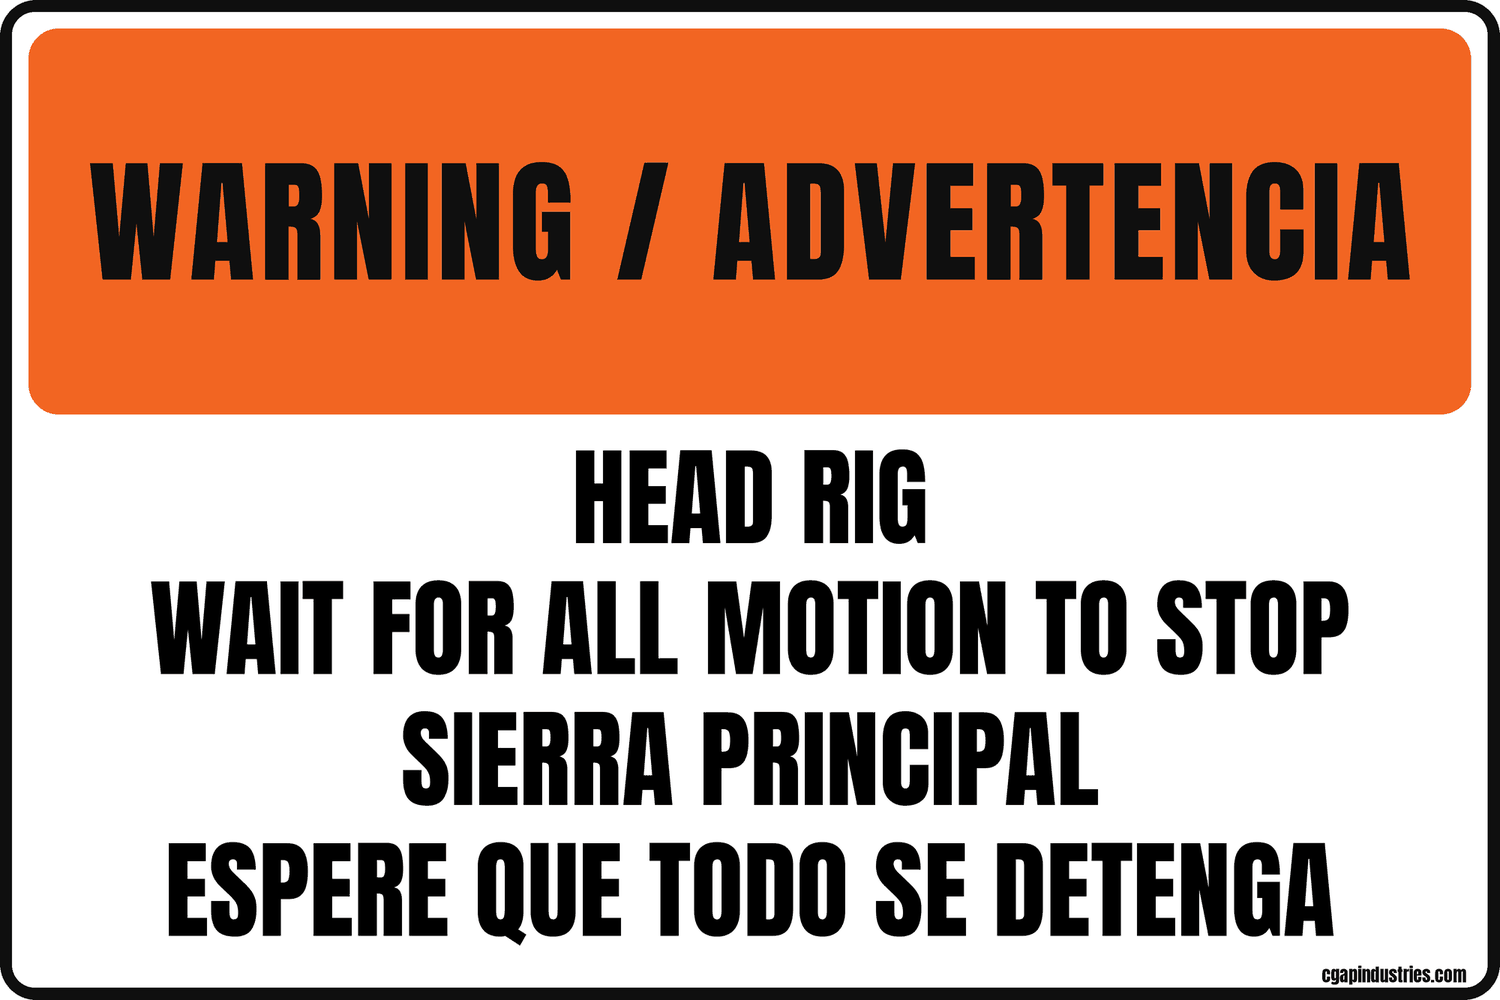 WARNING / ADVERTENCIA
HEAD RIG
WAIT FOR ALL MOTION TO STOP
SIERRA PRINCIPAL
ESPERE QUE TODO SE DETENGA
cgapindustries.com